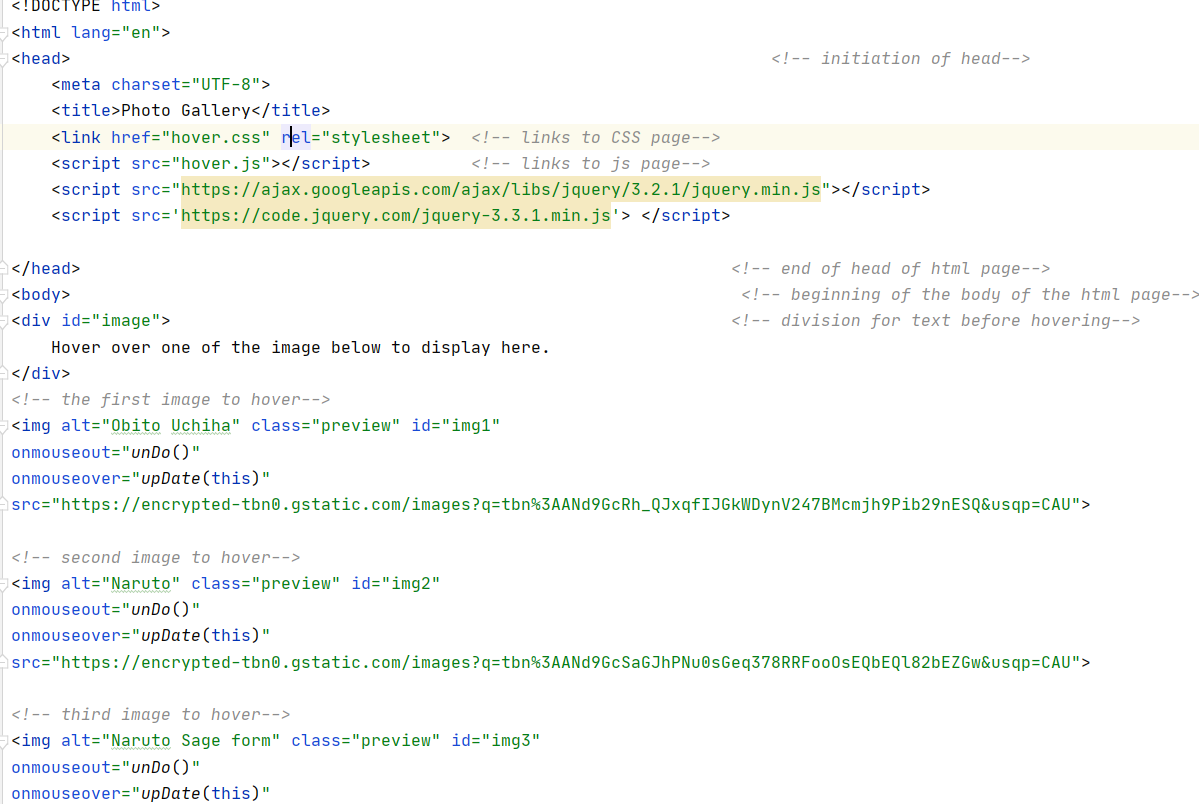 <!DOCTYPE html>
<html lang="en">
<head> <!-- initiation of head-->
<meta charset="UTF-8">
<title>Photo Gallery</title>
<link href="hover.css" rel="stylesheet"> <!-- links to CSS page-->
<script src="hover.js"></script> <!-- links to js page-->
<script src="https://ajax.googleapis.com/ajax/libs/jquery/3.2.1/jquery.min.js"></script>
<script src='https://code.jquery.com/jquery-3.3.1.min.js'> </script>
</head> <!-- end of head of html page-->
<body> <!-- beginning of the body of the html page-->
<div id="image"> <!-- division for text before hovering-->
Hover over one of the image below to display here.
</div>
<!-- the first image to hover-->
<img alt="Obito Uchiha" class="preview" id="img1"
onmouseout="unDo()"
onmouseover="upDate(this)"
src="https://encrypted-tbn0.gstatic.com/images?q=tbn%3AANd9GcRh_QJxqfIJGkWDynV247BMcmjh9Pib29nESQ&usqp=CAU">
<!-- second image to hover-->
<img alt="Naruto" class="preview" id="img2"
onmouseout="unDo()"
onmouseover="upDate(this)"
src="https://encrypted-tbn0.gstatic.com/images?q=tbn%3AANd9GcSaGJhPNu0sGeq378RRFooOsEQbEQl82bEZGw&usqp=CAU">
<!-- third image to hover-->
<img alt="Naruto Sage form" class="preview" id="img3"
onmouseout="unDo()"
onmouseover="upDate(this)"